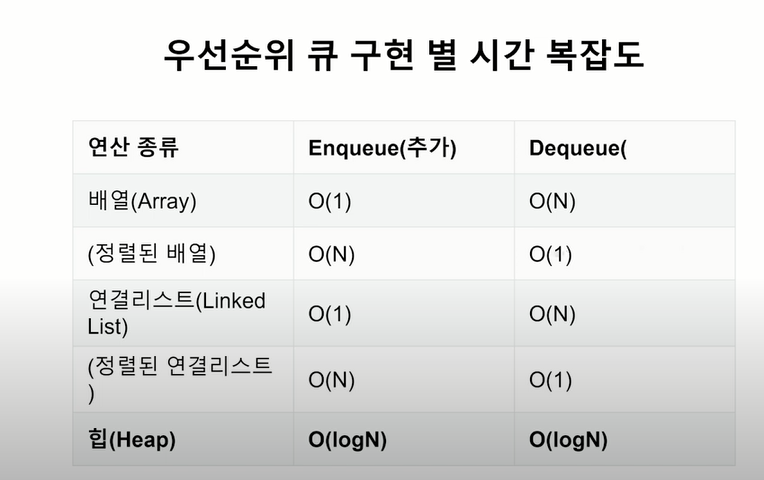 우선순위 큐 구현 별 시간 복잡도
연산 종류 Enqueue(추가) Dequeue(
배열(Array) O(1) O(N)
(정렬된 배열) O(N) O(1)
연결리스트(Linked
List) O(1) O(N)
(정렬된 연결리스트
) O(N) O(1)
힙(Heap) O(logN) O(logN)